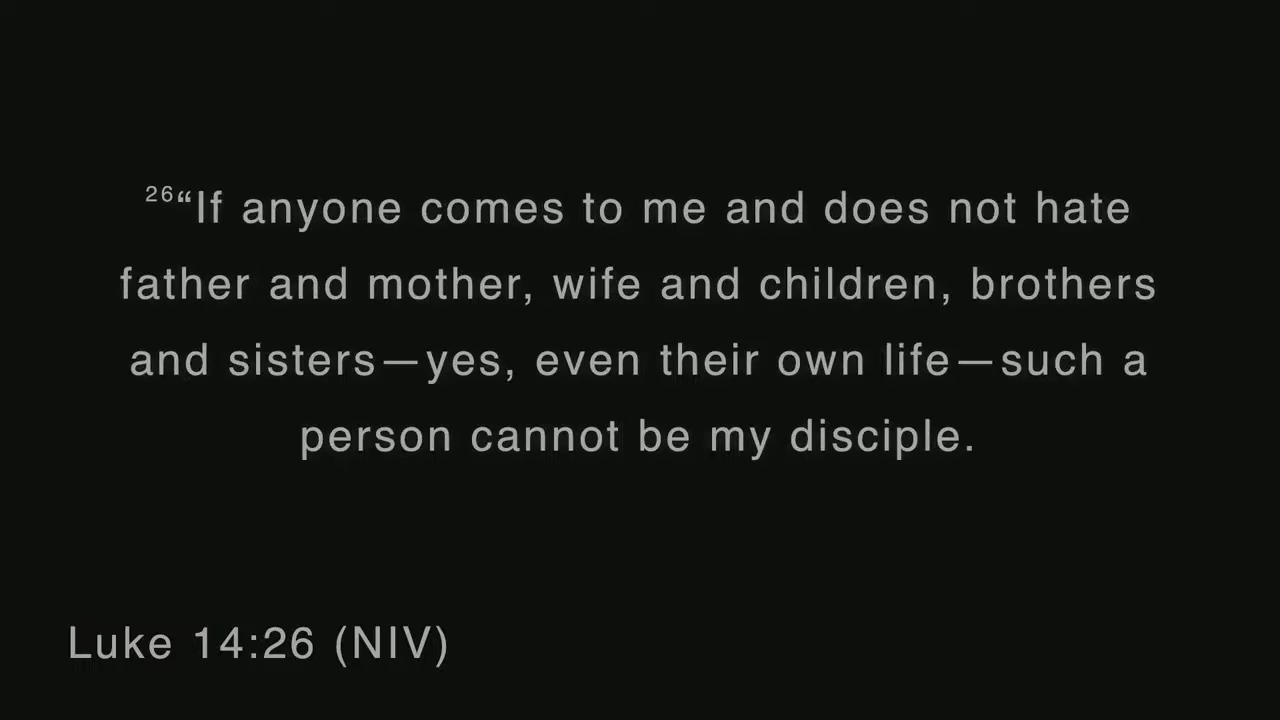 26“If anyone comes to me and does not hate
father and mother, wife and children, brothers
and sisters—yes, even their own life—such a
person cannot be my disciple.
Luke 14:26 (NIV)